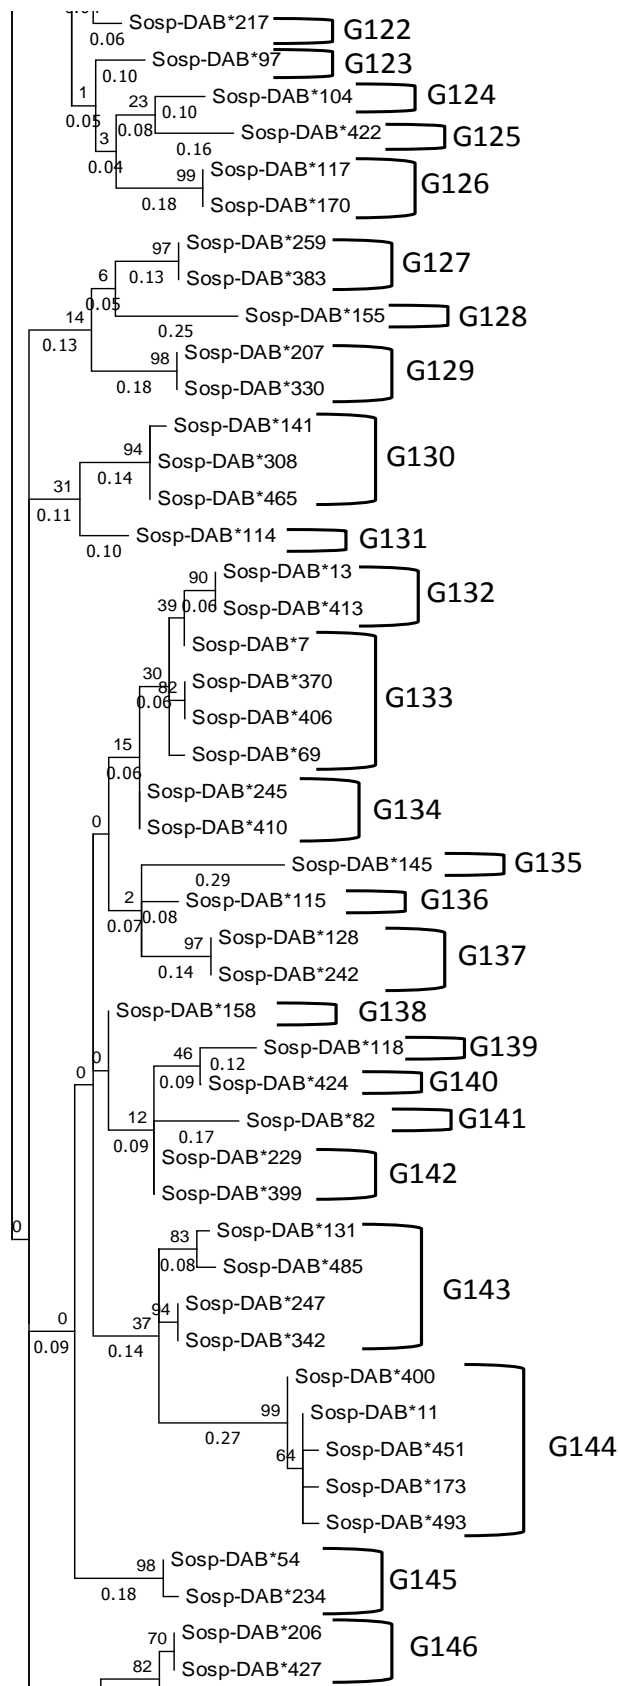 Sosp-DAB*217 G122
0.06
Sosp-DAB*97 G123
0.10
1
0.05
23
Sosp-DAB*104 G124
0.10
0.08
3
Sosp-DAB*422 G125
0.16
0.04
99
Sosp-DAB*117 G126
0.18
Sosp-DAB*170
97
Sosp-DAB*259 G127
0.13
Sosp-DAB*383
6
0.05
Sosp-DAB*155 G128
0.25
14
0.13
98
Sosp-DAB*207 G129
0.18
Sosp-DAB*330
Sosp-DAB*141 G130
94
Sosp-DAB*308
0.14
Sosp-DAB*465
31
0.11
Sosp-DAB*114 G131
0.10
90
Sosp-DAB*13 G132
0.06
Sosp-DAB*413
39
Sosp-DAB*7 G133
30
82
0.06
Sosp-DAB*370
Sosp-DAB*406
Sosp-DAB*69
15
0.06
Sosp-DAB*245 G134
Sosp-DAB*410
0
Sosp-DAB*145 G135
0.29
2
0.07
Sosp-DAB*115 G136
0.08
97
Sosp-DAB*128 G137
0.14
Sosp-DAB*242
Sosp-DAB*158 G138
0
0
46
Sosp-DAB*118 G139
0.12
0.09
Sosp-DAB*424 G140
12
0.09
Sosp-DAB*82 G141
0.17
Sosp-DAB*229 G142
Sosp-DAB*399
0
83
Sosp-DAB*131 G143
0.08
Sosp-DAB*485
94
Sosp-DAB*247
37
0.14
Sosp-DAB*342
0
0.09
99
Sosp-DAB*400 G144
0.27
Sosp-DAB*11
64
Sosp-DAB*451
Sosp-DAB*173
Sosp-DAB*493
98
Sosp-DAB*54 G145
0.18
Sosp-DAB*234
70
Sosp-DAB*206 G146
82
Sosp-DAB*427